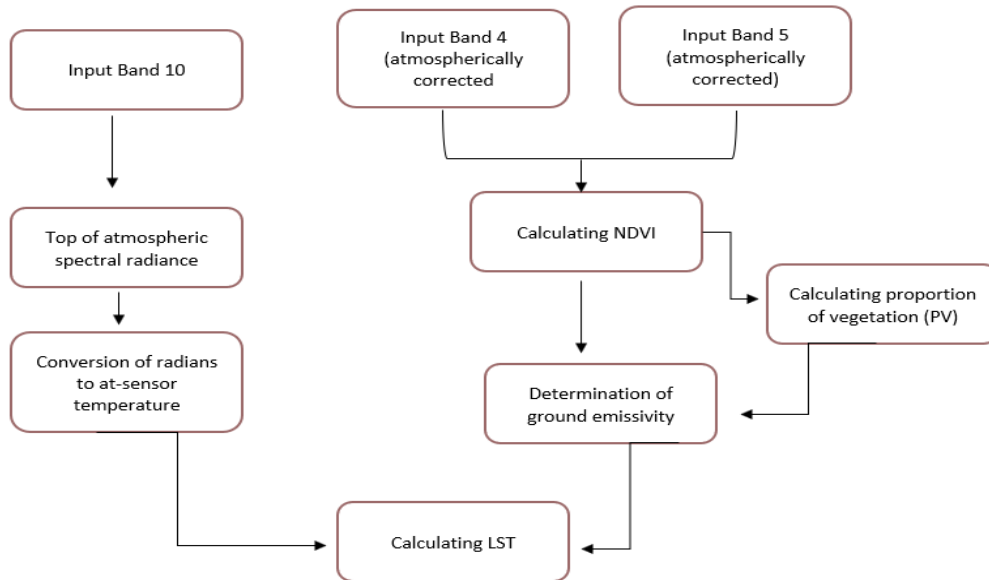 Input Band 10
Input Band 4
(atmospherically
corrected
Input Band 5
(atmospherically
corrected)
Top of atmospheric
spectral radiance
Calculating NDVI
Calculating proportion
of vegetation (PV)
Conversion of radians
to at-sensor
temperature
Determination of
ground emissivity
Calculating LST